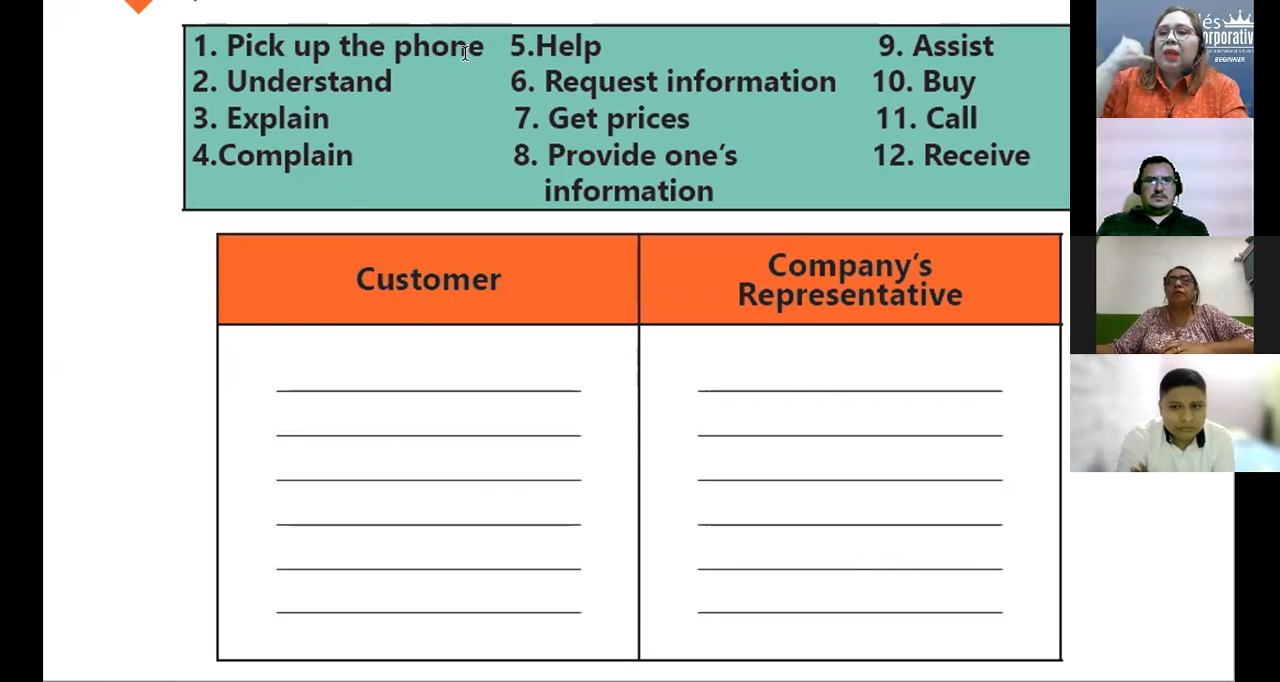 1. Pick up the phone
2. Understand
3. Explain
4.Complain
5.Help
6. Request information
7. Get prices
8. Provide one's
information
9. Assist
10. Buy
11. Call
12. Receive
Customer
Company's
Representative
BEGINNER